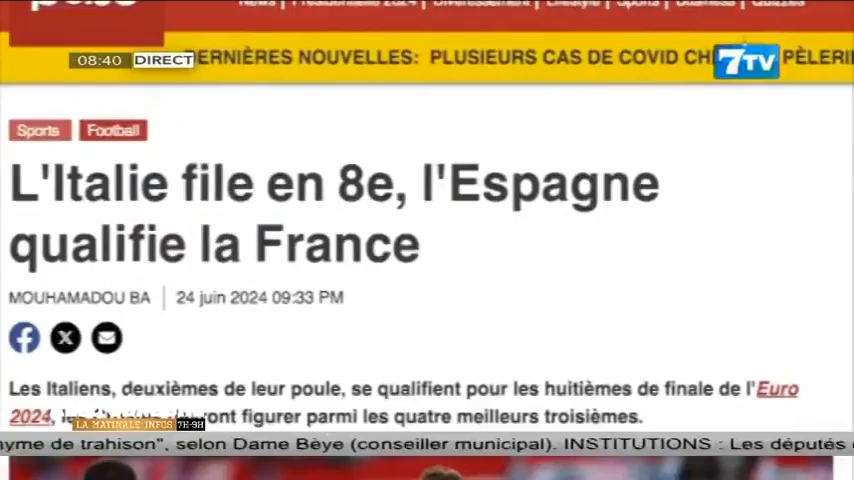 News | Présidentielle 2024 | Divertissement | Lifestyle | Sports | Business | Quizzes
08:40 DIRECT
DERNIÈRES NOUVELLES: PLUSIEURS CAS DE COVID
7TV
Sports Football
L'Italie file en 8e, l'Espagne
qualifie la France
MOUHAMADOU BA | 24 juin 2024 09:33 PM
Les Italiens, deuxièmes de leur poule, se qualifient pour les huitièmes de finale de l'Euro
2024, ront figurer parmi les quatre meilleurs troisièmes.
LA MATINALE INFOS 7H-9H
nyme de trahison", selon Dame Bèye (conseiller municipal). INSTITUTIONS : Les députés